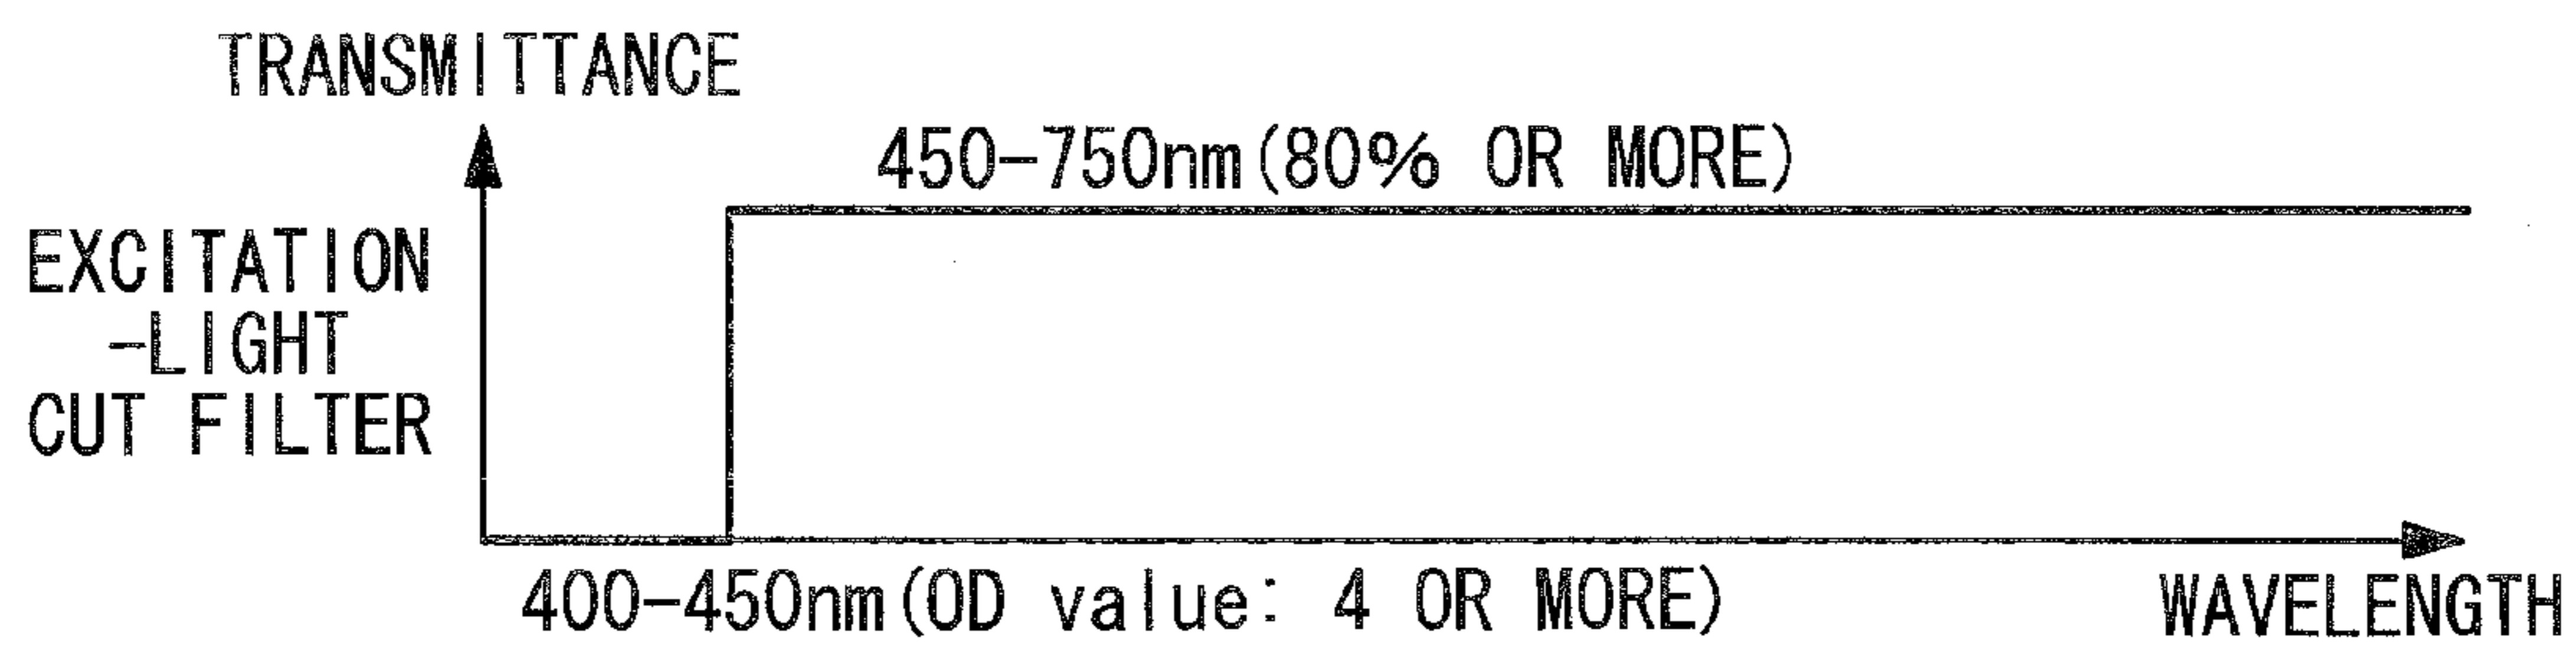 TRANSMITTANCE
450-750nm(80% OR MORE)
EXCITATION
-LIGHT
CUT FILTER
400-450nm(OD value: 4 OR MORE)
WAVELENGTH